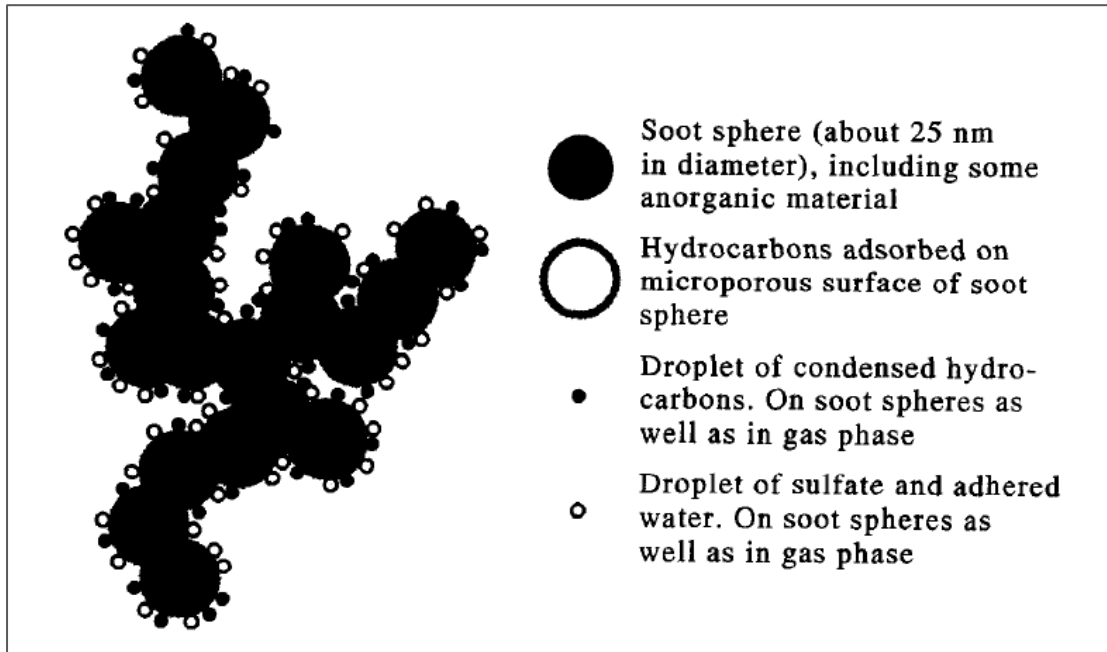 Soot sphere (about 25 nm
in diameter), including some
anorganic material
Hydrocarbons adsorbed on
microporous surface of soot
sphere
Droplet of condensed hydro-
carbons. On soot spheres as
well as in gas phase
Droplet of sulfate and adhered
water. On soot spheres as
well as in gas phase